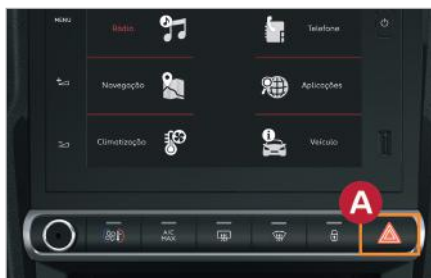 MENU
Rádio
Telefone
Navegação
Aplicações
Climatização
Veículo
A/C
MAX
A